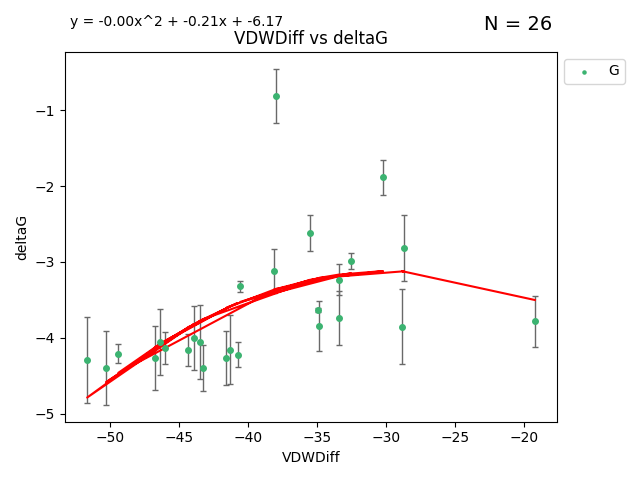 y = -0.00x^2 + -0.21x + -6.17
N = 26
VDWDiff vs deltaG
G
−1
−2
−3
−4
−5
deltaG
−50
−45
−40
−35
−30
−25
−20
VDWDiff